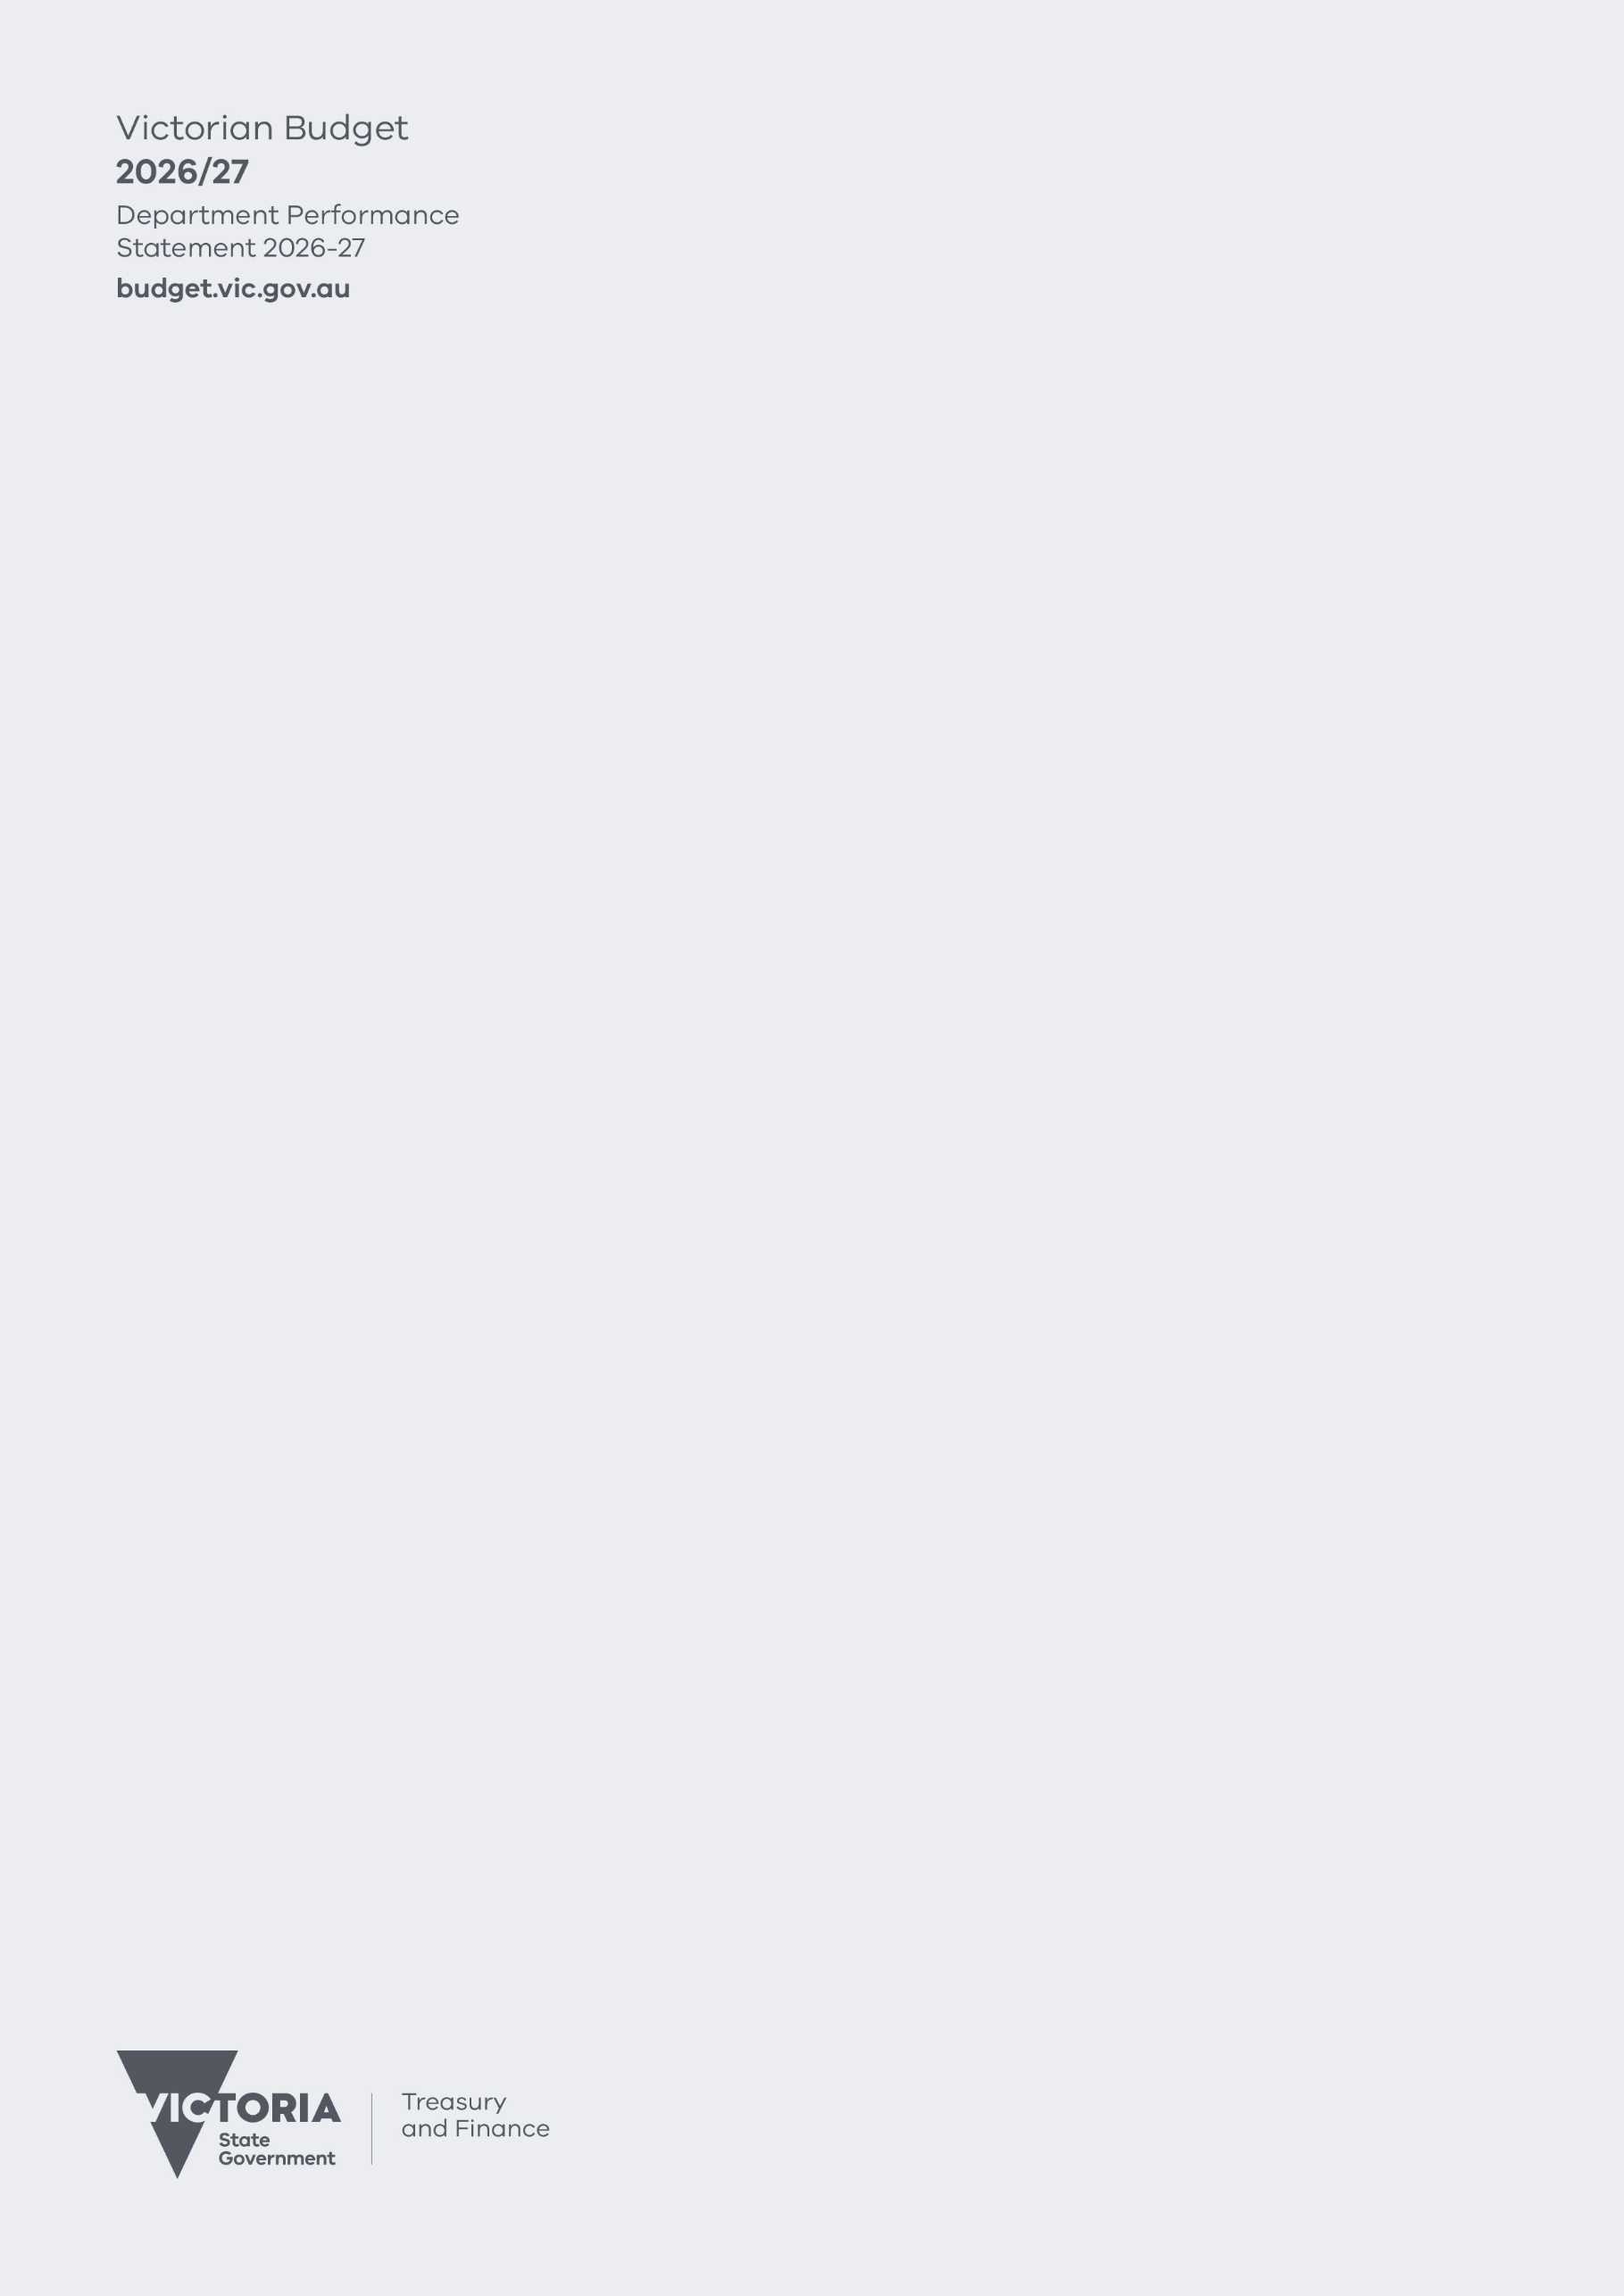 Victorian Budget
2026/27
Department Performance
Statement 2026-27
budget.vic.gov.au
VICTORIA
State
Government
Treasury
and Finance